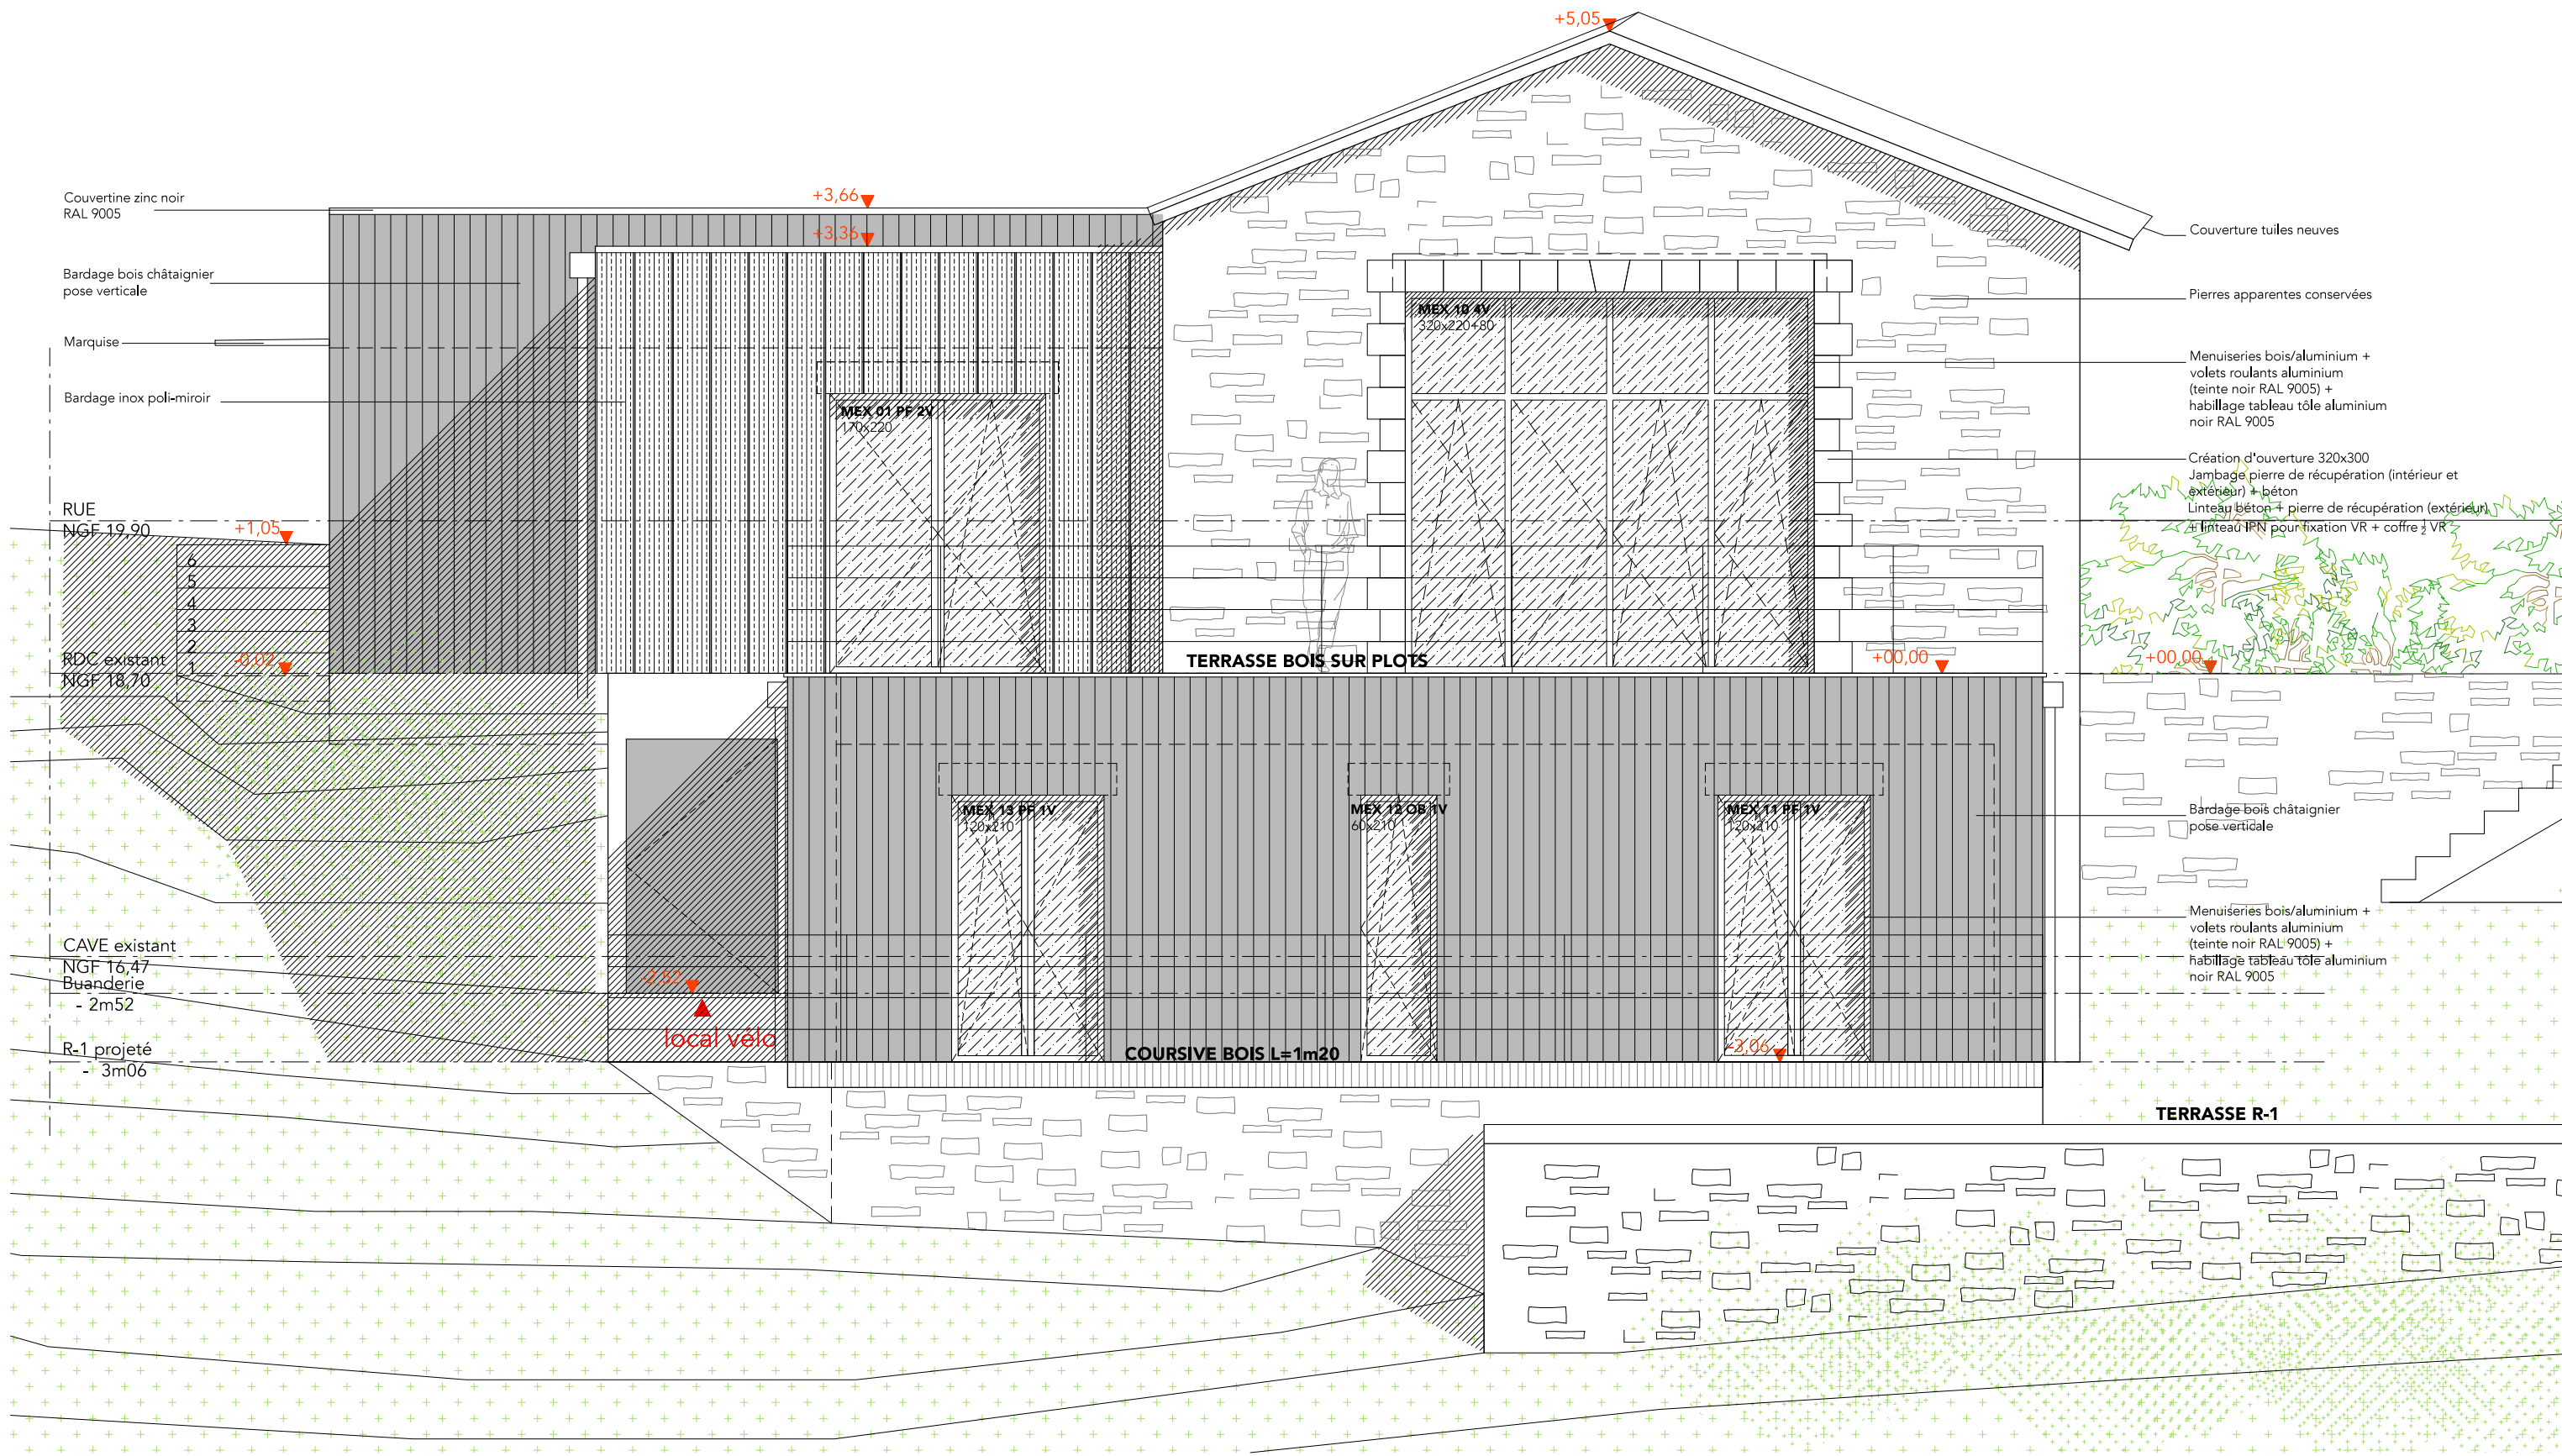 +5,05
Couvertine zinc noir
RAL 9005
+3,66
+3,36
Couverture tuiles neuves
Bardage bois châtaignier
pose verticale
Pierres apparentes conservées
MEX 10 4V
320x220+80
Marquise
Menuiseries bois/aluminium +
volets roulants aluminium
(teinte noir RAL 9005) +
habillage tableau tôle aluminium
noir RAL 9005
Bardage inox poli-miroir
MEX 01 PF 2V
170x220
Création d'ouverture 320x300
Jambage pierre de récupération (intérieur et
extérieur) + béton
Linteau béton + pierre de récupération (extérieur)
+ linteau IPN pour fixation VR + coffre ½ VR
RUE
NGF 19,90
+1,05
6
5
4
3
2
1
RDC existant
NGF 18,70
-0,02
TERRASSE BOIS SUR PLOTS
+00,00
+00,00
MEX 13 PF 1V
120x210
MEX 12 OB 1V
60x210
MEX 11 PF 1V
120x210
Bardage bois châtaignier
pose verticale
Menuiseries bois/aluminium +
volets roulants aluminium
(teinte noir RAL 9005) +
habillage tableau tôle aluminium
noir RAL 9005
CAVE existant
NGF 16,47
Buanderie
- 2m52
-2,52
local vélo
R-1 projeté
- 3m06
COURSIVE BOIS L=1m20
-3,06
TERRASSE R-1